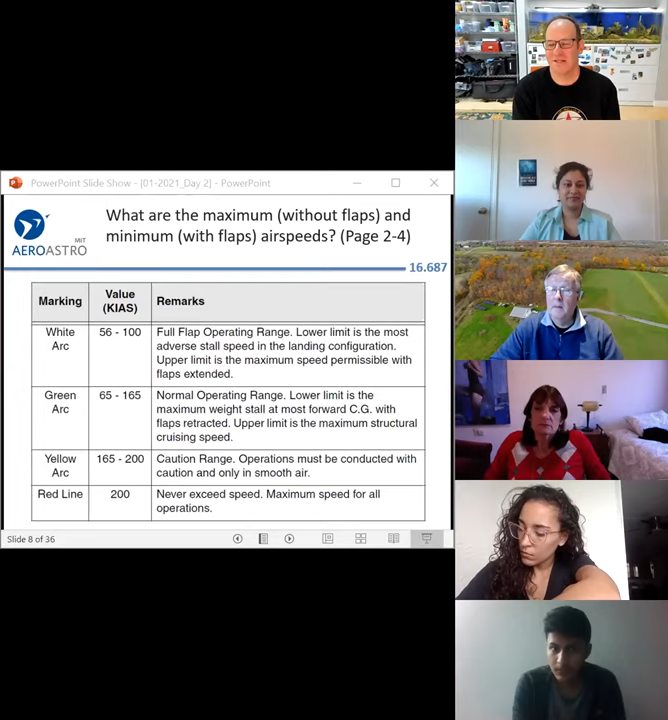 PowerPoint Slide Show - [01-2021_Day 2] - PowerPoint
What are the maximum (without flaps) and
minimum (with flaps) airspeeds? (Page 2-4)
MIT
AEROASTRO
16.687
Marking
Value
(KIAS)
Remarks
White
Arc
56 - 100
Full Flap Operating Range. Lower limit is the most
adverse stall speed in the landing configuration.
Upper limit is the maximum speed permissible with
flaps extended.
Green
Arc
65 - 165
Normal Operating Range. Lower limit is the
maximum weight stall at most forward C.G. with
flaps retracted. Upper limit is the maximum structural
cruising speed.
Yellow
Arc
165 - 200
Caution Range. Operations must be conducted with
caution and only in smooth air.
Red Line
200
Never exceed speed. Maximum speed for all
operations.
Slide 8 of 36